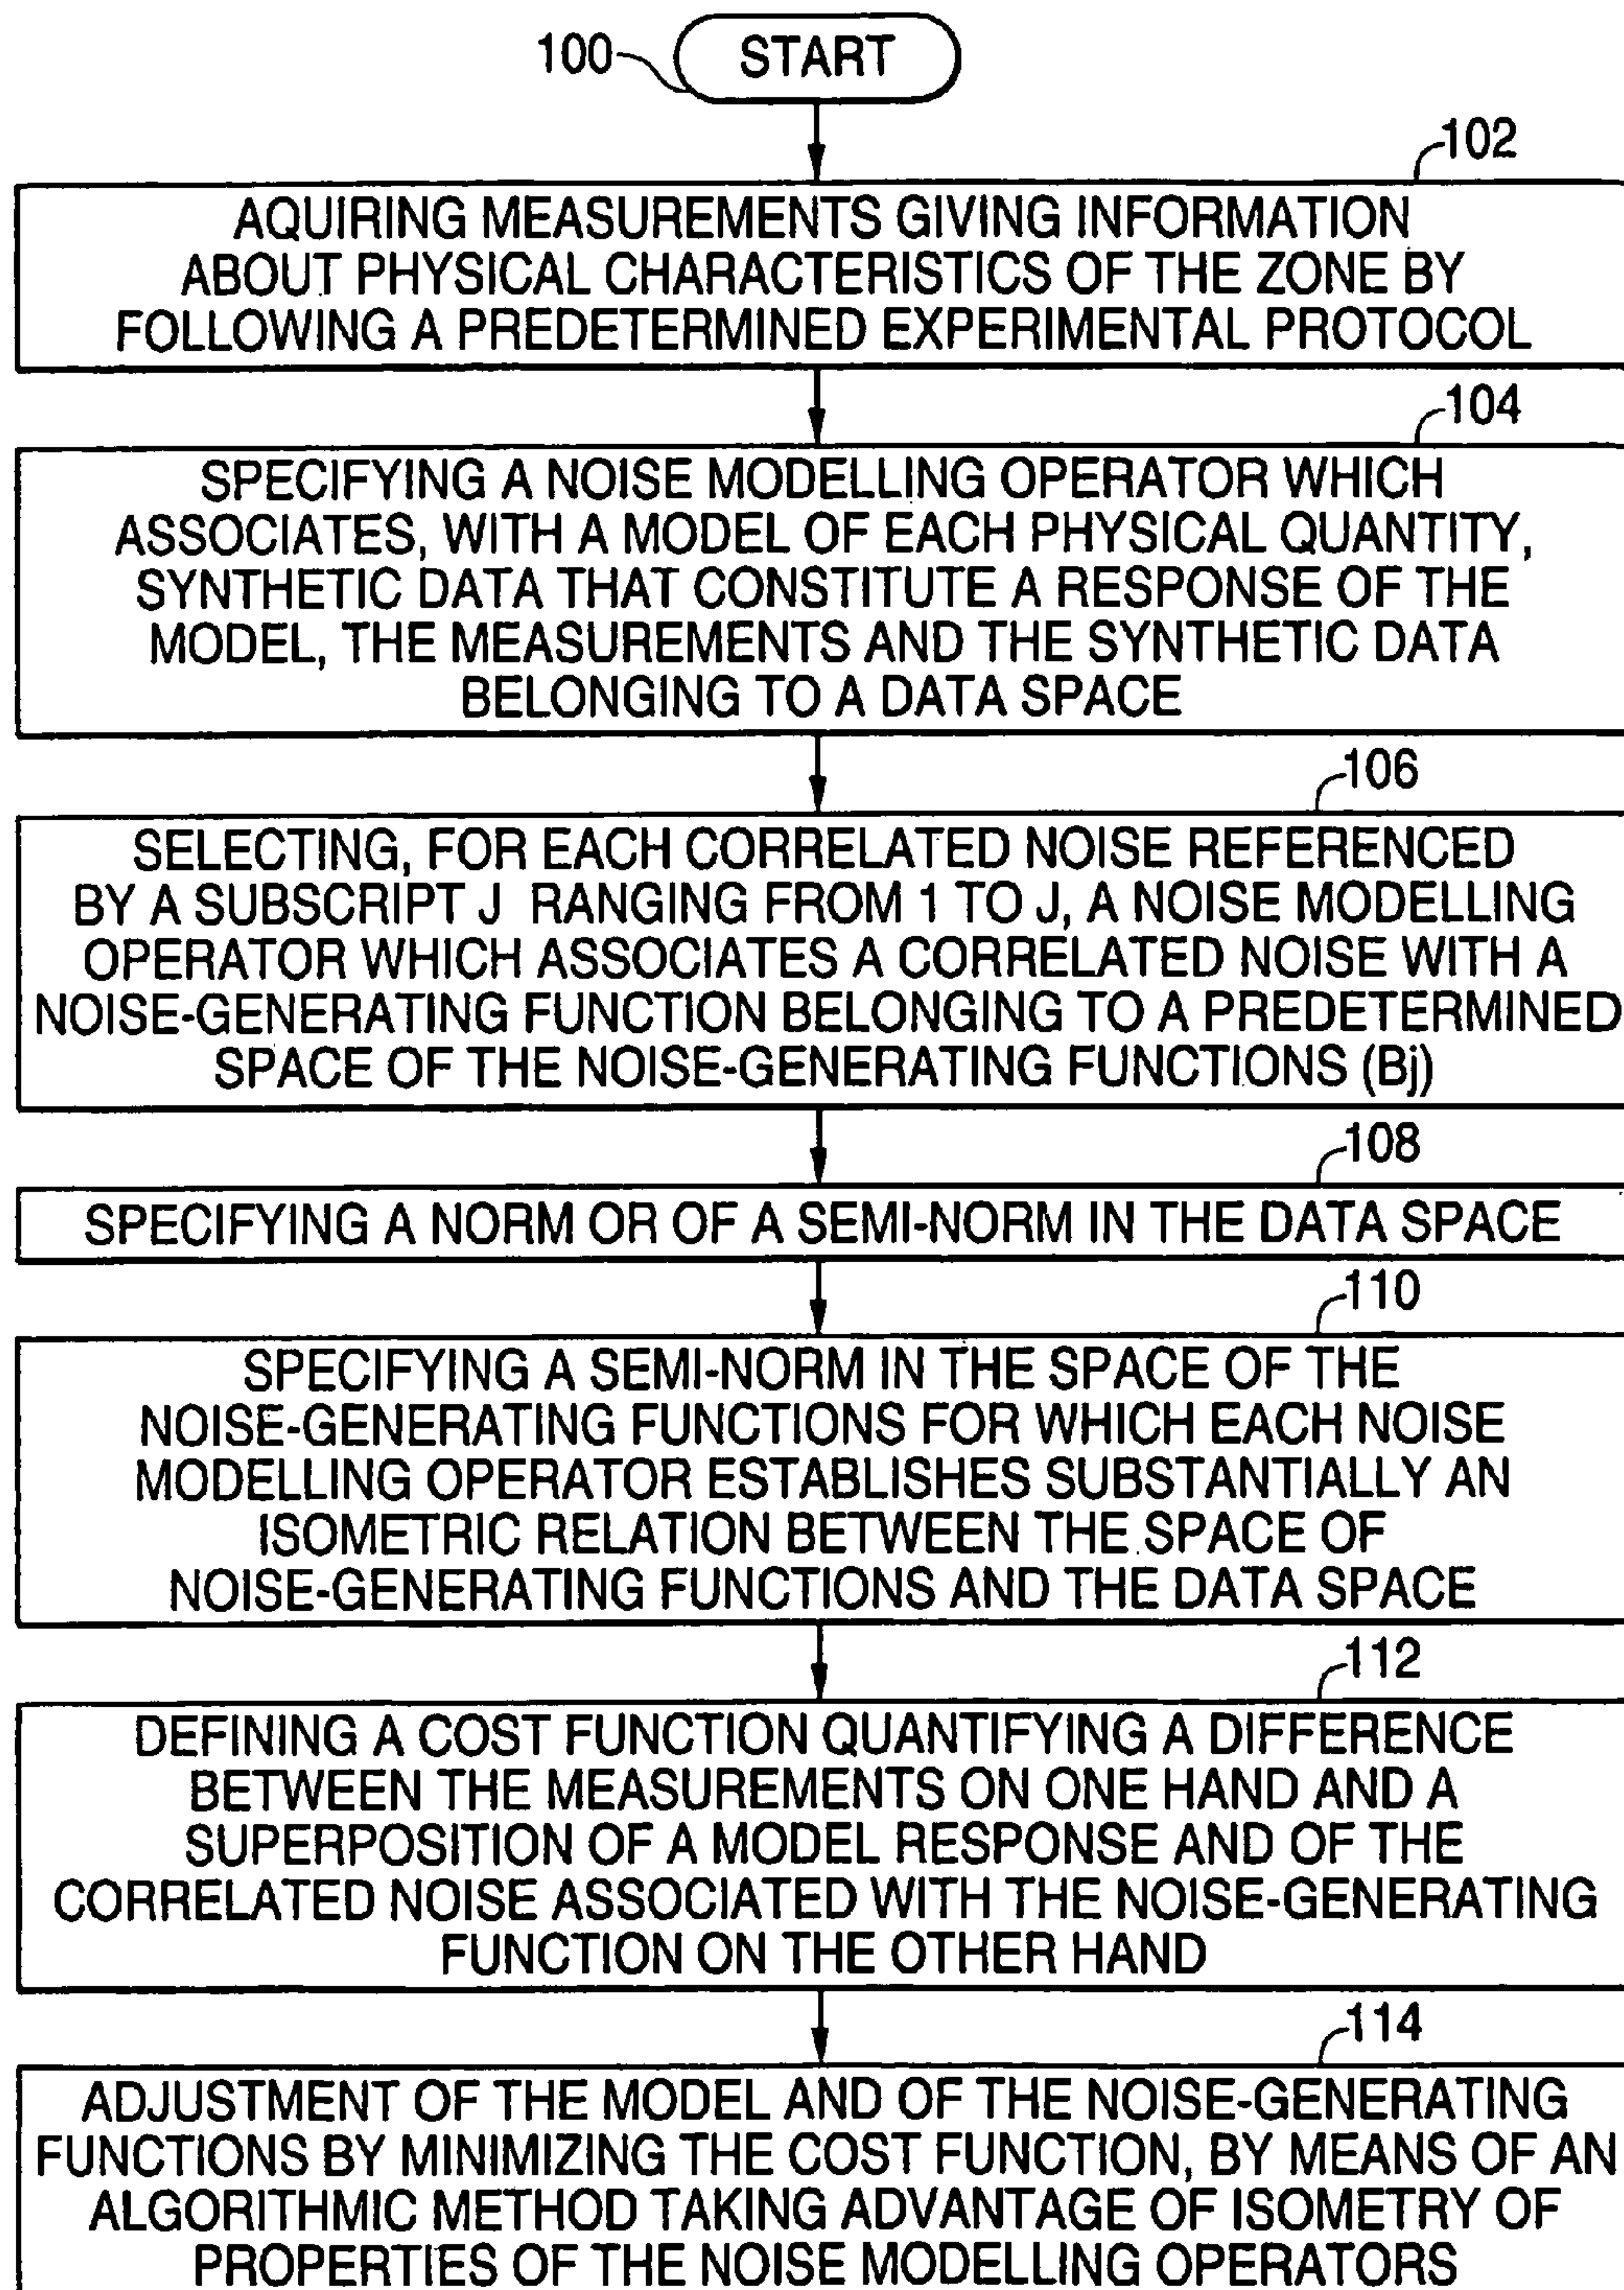 100
START
102
AQUIRING MEASUREMENTS GIVING INFORMATION
ABOUT PHYSICAL CHARACTERISTICS OF THE ZONE BY
FOLLOWING A PREDETERMINED EXPERIMENTAL PROTOCOL
104
SPECIFYING A NOISE MODELLING OPERATOR WHICH
ASSOCIATES, WITH A MODEL OF EACH PHYSICAL QUANTITY,
SYNTHETIC DATA THAT CONSTITUTE A RESPONSE OF THE
MODEL, THE MEASUREMENTS AND THE SYNTHETIC DATA
BELONGING TO A DATA SPACE
106
SELECTING, FOR EACH CORRELATED NOISE REFERENCED
BY A SUBSCRIPT J RANGING FROM 1 TO J, A NOISE MODELLING
OPERATOR WHICH ASSOCIATES A CORRELATED NOISE WITH A
NOISE-GENERATING FUNCTION BELONGING TO A PREDETERMINED
SPACE OF THE NOISE-GENERATING FUNCTIONS (Bj)
108
SPECIFYING A NORM OR OF A SEMI-NORM IN THE DATA SPACE
110
SPECIFYING A SEMI-NORM IN THE SPACE OF THE
NOISE-GENERATING FUNCTIONS FOR WHICH EACH NOISE
MODELLING OPERATOR ESTABLISHES SUBSTANTIALLY AN
ISOMETRIC RELATION BETWEEN THE SPACE OF
NOISE-GENERATING FUNCTIONS AND THE DATA SPACE
112
DEFINING A COST FUNCTION QUANTIFYING A DIFFERENCE
BETWEEN THE MEASUREMENTS ON ONE HAND AND A
SUPERPOSITION OF A MODEL RESPONSE AND OF THE
CORRELATED NOISE ASSOCIATED WITH THE NOISE-GENERATING
FUNCTION ON THE OTHER HAND
114
ADJUSTMENT OF THE MODEL AND OF THE NOISE-GENERATING
FUNCTIONS BY MINIMIZING THE COST FUNCTION, BY MEANS OF AN
ALGORITHMIC METHOD TAKING ADVANTAGE OF ISOMETRY OF
PROPERTIES OF THE NOISE MODELLING OPERATORS